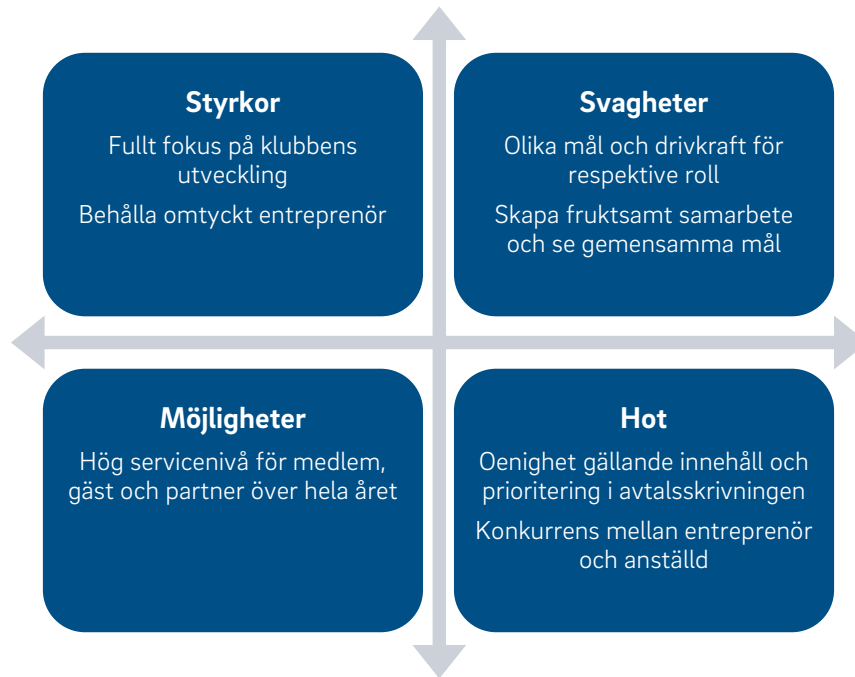 Styrkor
Fullt fokus på klubbens
utveckling
Behålla omtyckt entreprenör
Svagheter
Olika mål och drivkraft för
respektive roll
Skapa fruktsamt samarbete
och se gemensamma mål
Möjligheter
Hög servicenivå för medlem,
gäst och partner över hela året
Hot
Oenighet gällande innehåll och
prioritering i avtalsskrivningen
Konkurrens mellan entreprenör
och anställd